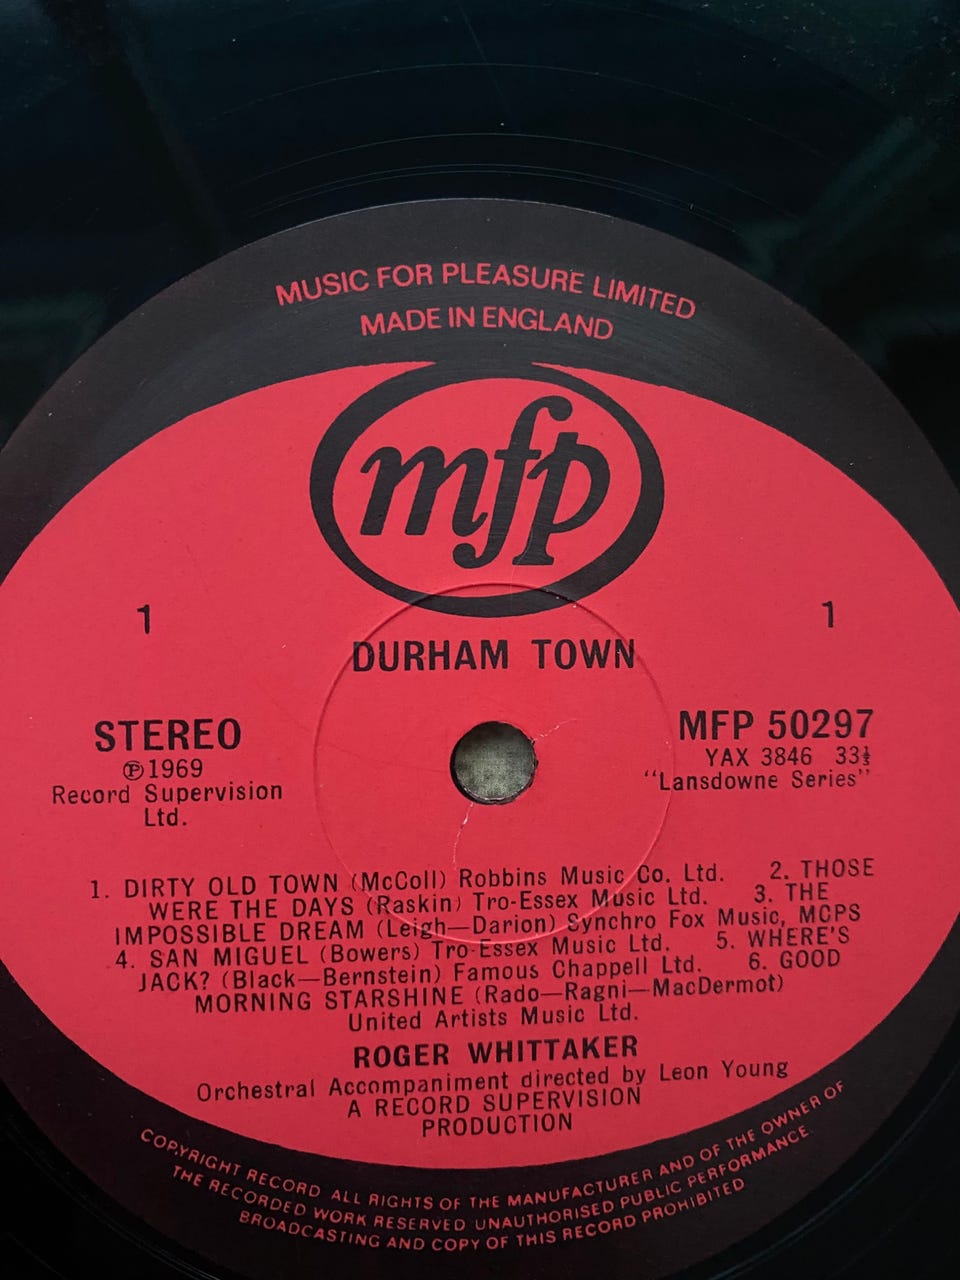 MUSIC FOR PLEASURE LIMITED
MADE IN ENGLAND
mfp
1 1
DURHAM TOWN
STEREO
℗1969
Record Supervision
Ltd.
MFP 50297
YAX 3846 33⅓
"Lansdowne Series"
1. DIRTY OLD TOWN (McColl) Robbins Music Co. Ltd. 2. THOSE
WERE THE DAYS (Raskin) Tro-Essex Music Ltd. 3. THE
IMPOSSIBLE DREAM (Leigh—Darion) Synchro Fox Music, MCPS
4. SAN MIGUEL (Bowers) Tro-Essex Music Ltd. 5. WHERE'S
JACK? (Black—Bernstein) Famous Chappell Ltd. 6. GOOD
MORNING STARSHINE (Rado—Ragni—MacDermot)
United Artists Music Ltd.
ROGER WHITTAKER
Orchestral Accompaniment directed by Leon Young
A RECORD SUPERVISION
PRODUCTION
COPYRIGHT RECORD ALL RIGHTS OF THE MANUFACTURER AND OF THE OWNER OF
THE RECORDED WORK RESERVED UNAUTHORISED PUBLIC PERFORMANCE.
BROADCASTING AND COPY OF THIS RECORD PROHIBITED